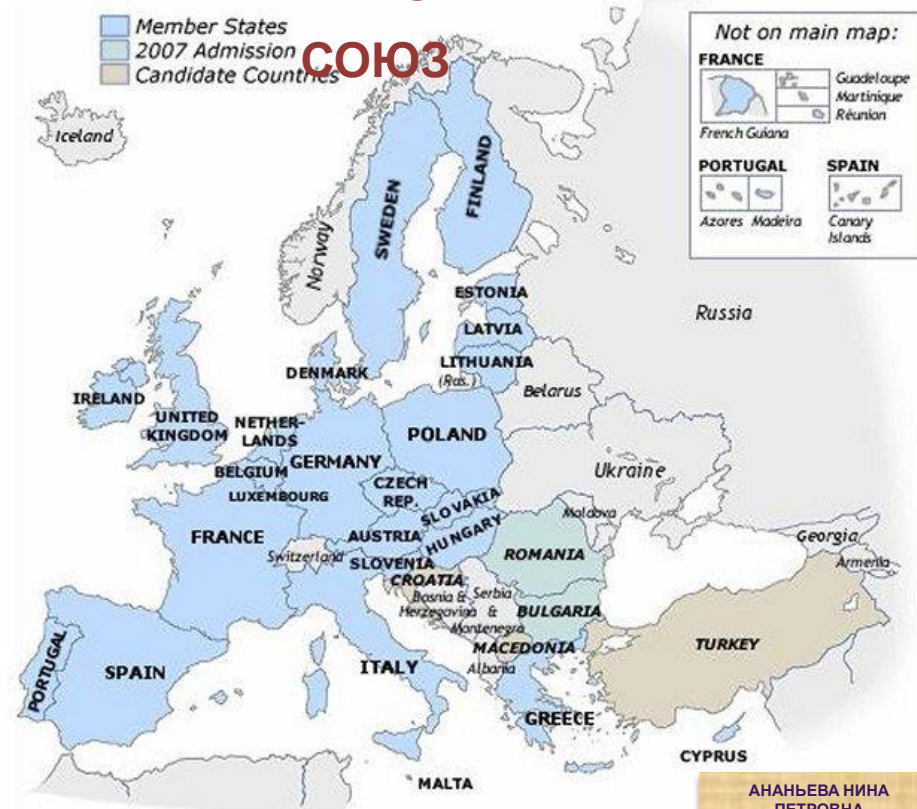 Member States
2007 Admission
Candidate Countries
СОЮЗ
Not on main map:
FRANCE
Guadeloupe
Martinique
Réunion
French Guiana
PORTUGAL
SPAIN
Azores
Madeira
Canary
Islands
Iceland
Norway
SWEDEN
FINLAND
Russia
ESTONIA
LATVIA
LITHUANIA
(Rus.)
DENMARK
Belarus
IRELAND
UNITED
KINGDOM
NETHER-
LANDS
POLAND
GERMANY
BELGIUM
LUXEMBOURG
CZECH
REP.
SLOVAKIA
Ukraine
FRANCE
AUSTRIA
HUNGARY
Moldova
Switzerland
SLOVENIA
ROMANIA
Georgia
Armenia
CROATIA
Bosnia &
Herzegovina
Serbia
&
Montenegro
BULGARIA
MACEDONIA
Albania
TURKEY
PORTUGAL
SPAIN
ITALY
GREECE
CYPRUS
MALTA
АНАНЬЕВА НИНА
ПЕТРОВНА